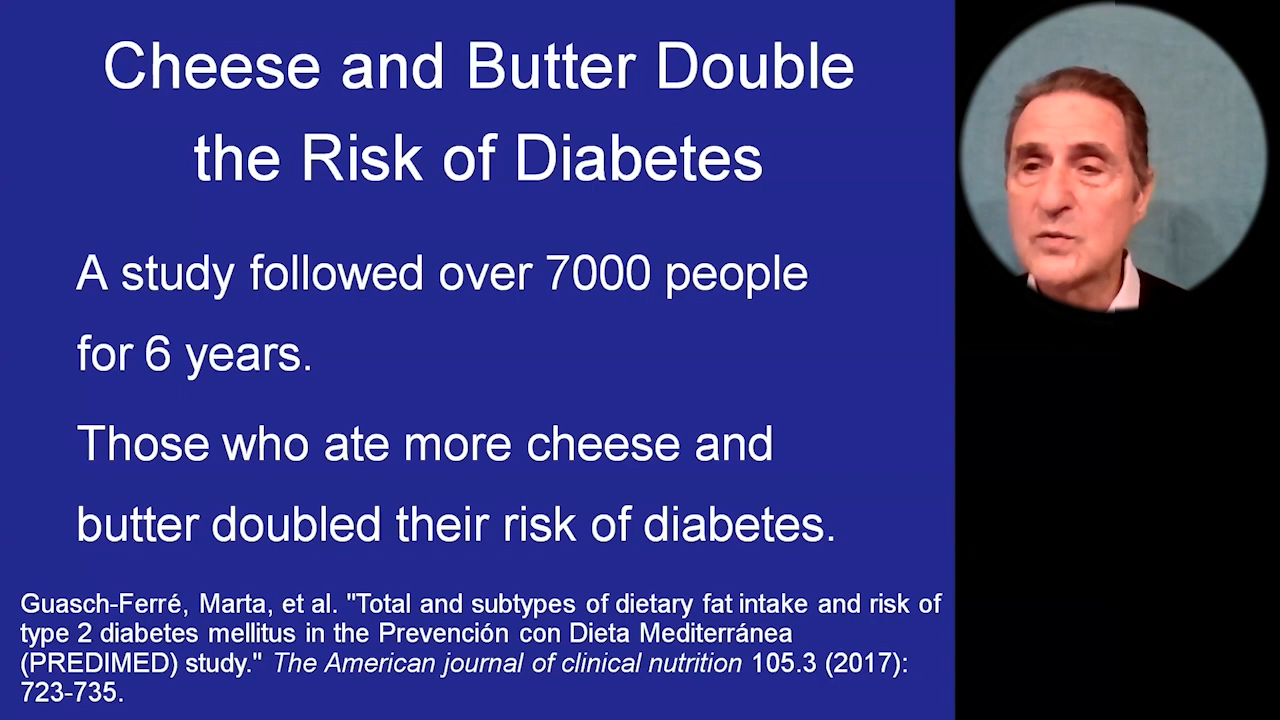 Cheese and Butter Double
the Risk of Diabetes
A study followed over 7000 people
for 6 years.
Those who ate more cheese and
butter doubled their risk of diabetes.
Guasch-Ferré, Marta, et al. "Total and subtypes of dietary fat intake and risk of
type 2 diabetes mellitus in the Prevención con Dieta Mediterránea
(PREDIMED) study." The American journal of clinical nutrition 105.3 (2017):
723-735.